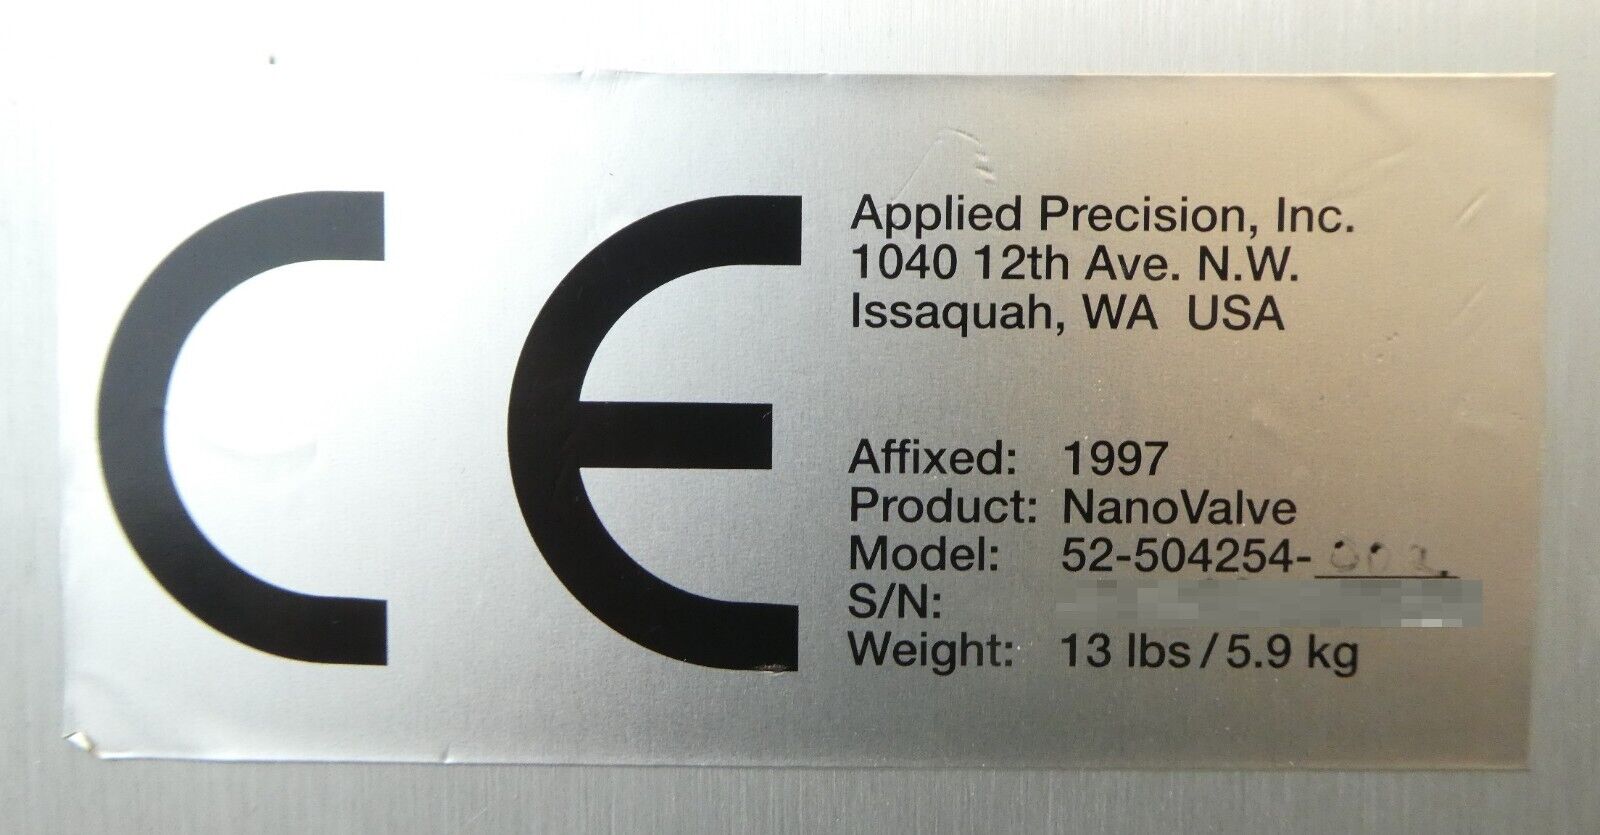 CE
Applied Precision, Inc.
1040 12th Ave. N.W.
Issaquah, WA USA
Affixed: 1997
Product: NanoValve
Model: 52-504254-002
S/N:
Weight: 13 lbs / 5.9 kg